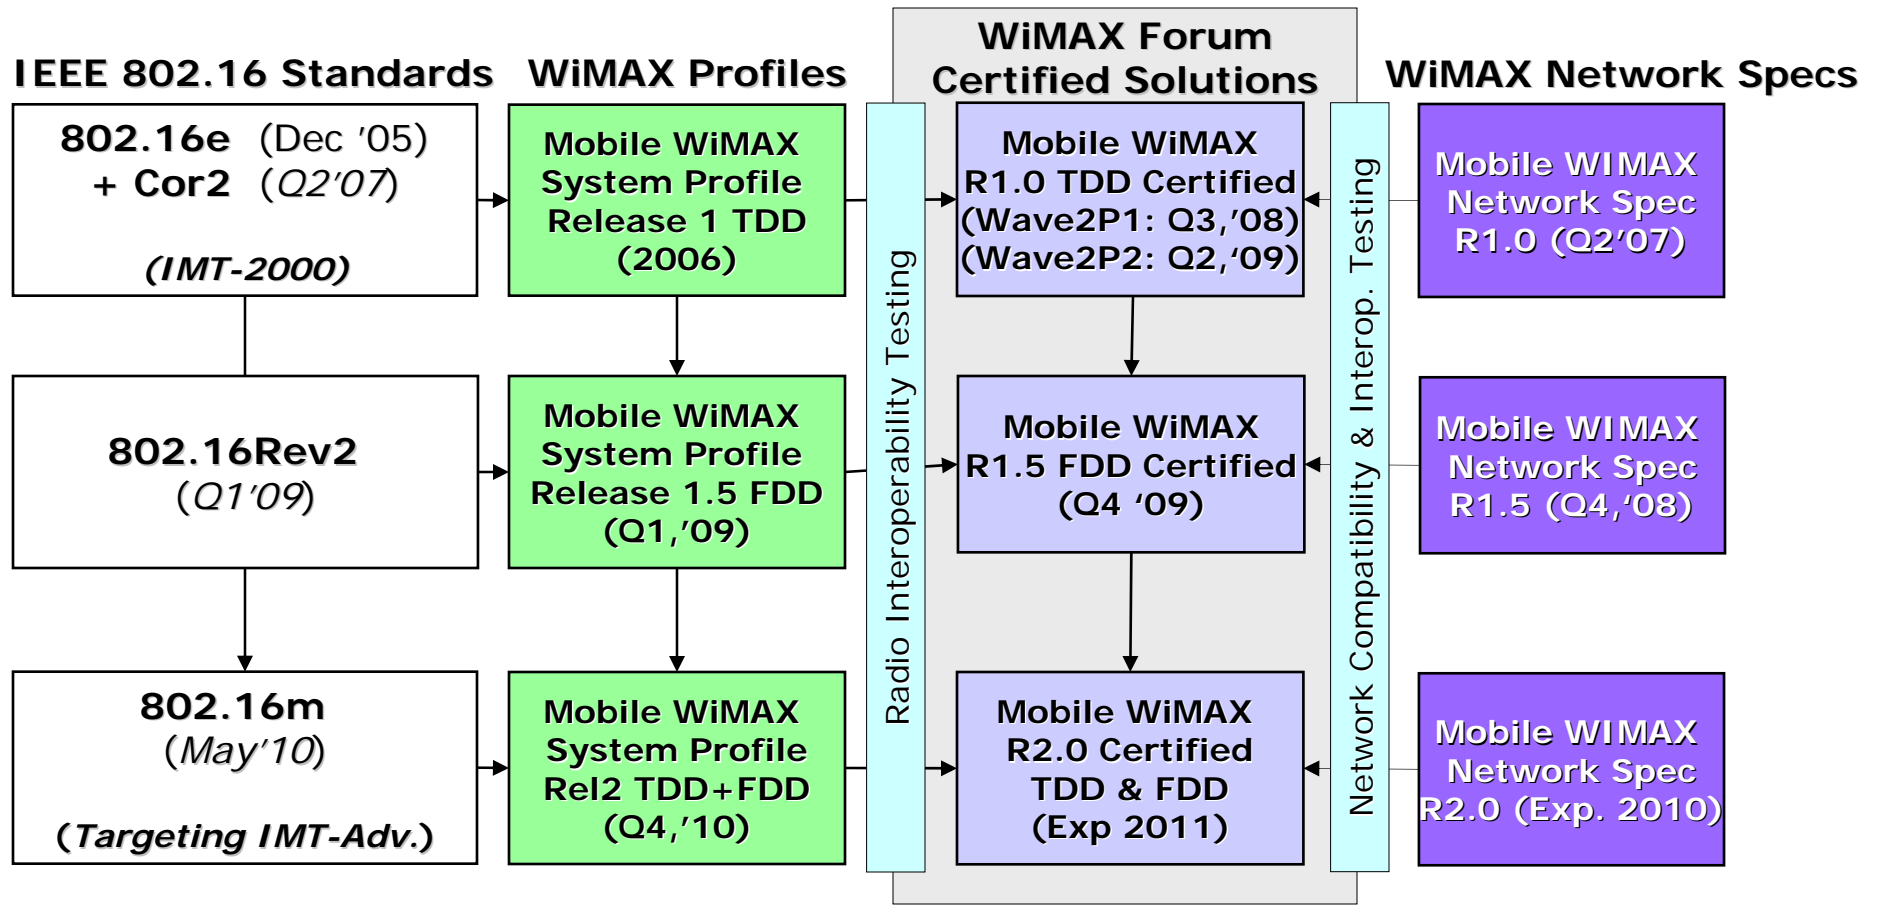 IEEE 802.16 Standards
WiMAX Profiles
WiMAX Forum
Certified Solutions
WiMAX Network Specs
802.16e (Dec '05)
+ Cor2 (Q2'07)
(IMT-2000)
Mobile WiMAX
System Profile
Release 1 TDD
(2006)
Radio Interoperability Testing
Mobile WiMAX
R1.0 TDD Certified
(Wave2P1: Q3,'08)
(Wave2P2: Q2,‘09)
Network Compatibility & Interop. Testing
Mobile WIMAX
Network Spec
R1.0 (Q2’07)
802.16Rev2
(Q1’09)
Mobile WiMAX
System Profile
Release 1.5 FDD
(Q1,’09)
Mobile WiMAX
R1.5 FDD Certified
(Q4 ‘09)
Mobile WIMAX
Network Spec
R1.5 (Q4,‘08)
802.16m
(May’10)
(Targeting IMT-Adv.)
Mobile WiMAX
System Profile
Rel2 TDD+FDD
(Q4,’10)
Mobile WiMAX
R2.0 Certified
TDD & FDD
(Exp 2011)
Mobile WIMAX
Network Spec
R2.0 (Exp. 2010)